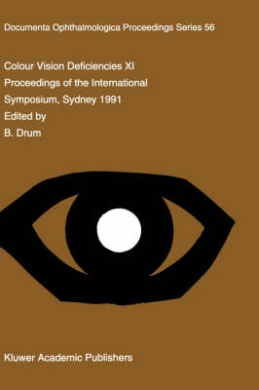 Documenta Ophthalmologica Proceedings Series 56
Colour Vision Deficiencies XI
Proceedings of the International
Symposium, Sydney 1991
Edited by
B. Drum
Kluwer Academic Publishers